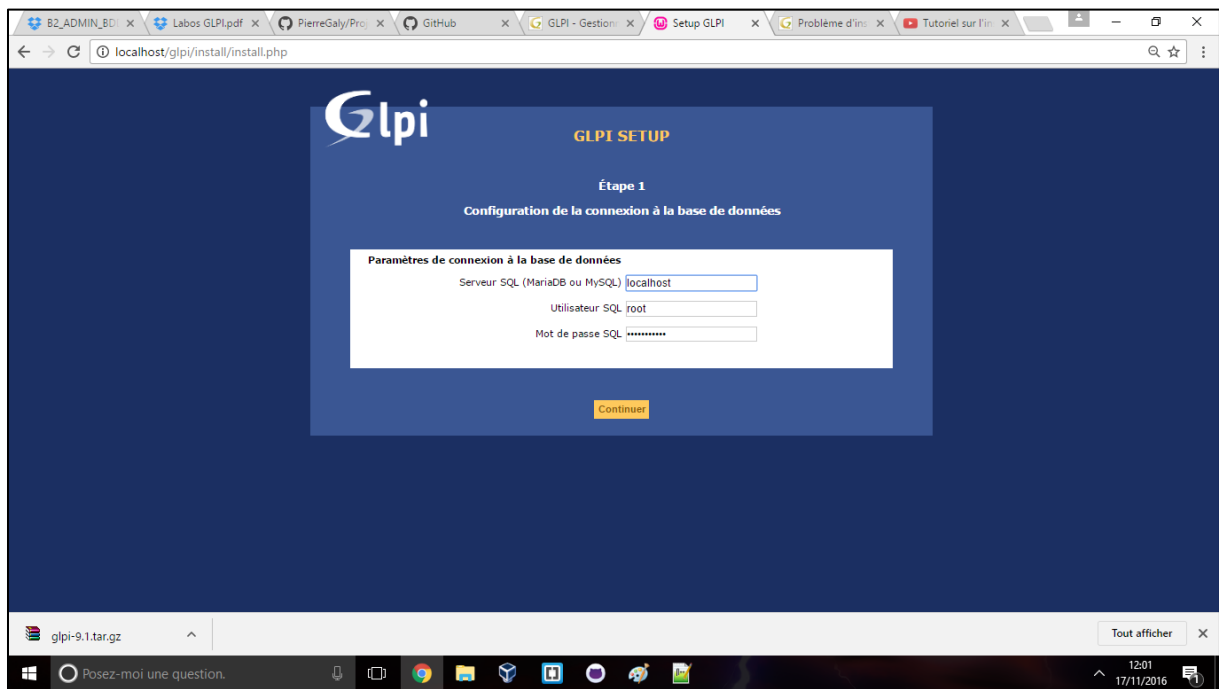 B2_ADMIN_BD
Labos GLPI.pdf
PierreGaly/Proj
GitHub
GLPI - Gestionn
Setup GLPI
Problème d'ins
Tutoriel sur l'in
localhost/glpi/install/install.php
Glpi
GLPI SETUP
Étape 1
Configuration de la connexion à la base de données
Paramètres de connexion à la base de données
Serveur SQL (MariaDB ou MySQL) localhost
Utilisateur SQL root
Mot de passe SQL •••••••••••
Continuer
glpi-9.1.tar.gz
Tout afficher
Posez-moi une question.
12:01
17/11/2016
1